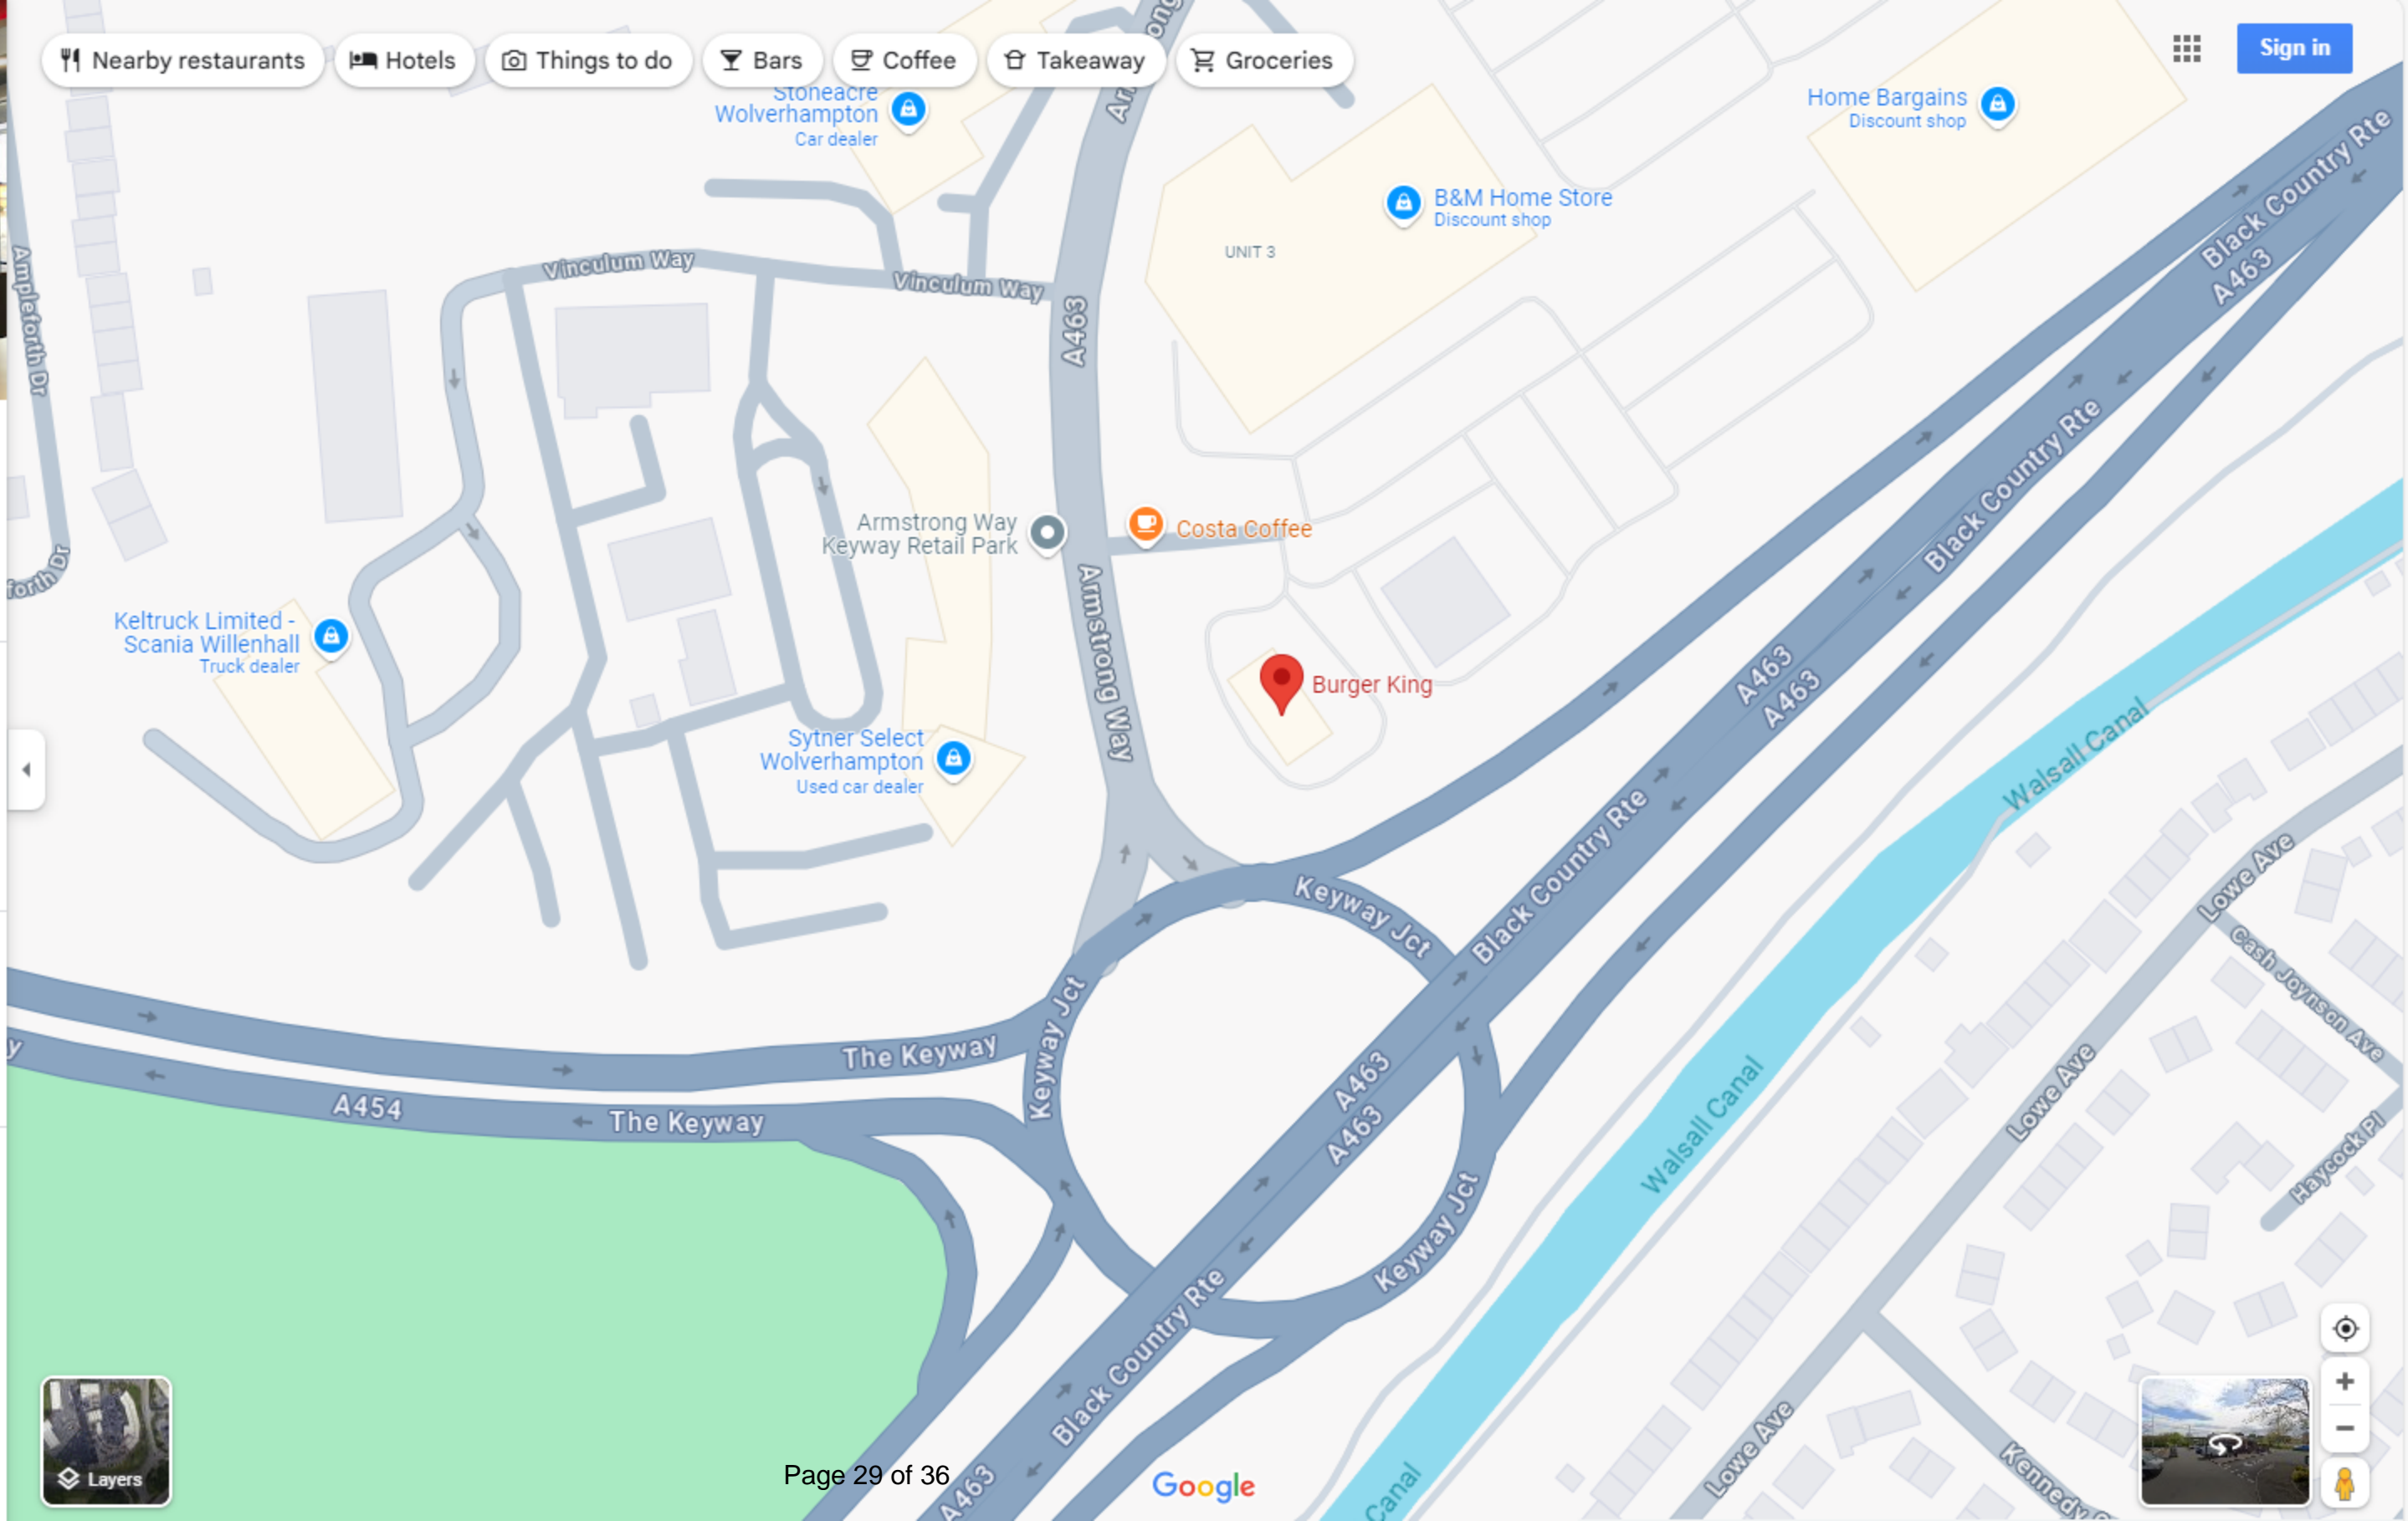 Nearby restaurants
Hotels
Things to do
Bars
Coffee
Takeaway
Groceries
Sign in
Stoneacre
Wolverhampton
Car dealer
Home Bargains
Discount shop
B&M Home Store
Discount shop
UNIT 3
Black Country Rte
A463
Vinculum Way
Vinculum Way
A463
Ampleforth Dr
forth Dr
Armstrong Way
Keyway Retail Park
Costa Coffee
Black Country Rte
Keltruck Limited -
Scania Willenhall
Truck dealer
Armstrong Way
Burger King
A463
A463
Sytner Select
Wolverhampton
Used car dealer
Walsall Canal
Black Country Rte
Lowe Ave
Keyway Jct
Cash Joynson Ave
The Keyway
Keyway Jct
A454
The Keyway
A463
A463
Walsall Canal
Lowe Ave
Haycock Pl
Keyway Jct
Black Country Rte
Lowe Ave
Kennedy
Canal
A463
Layers
Page 29 of 36
Google